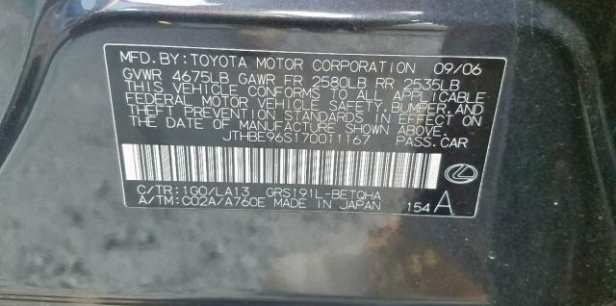 MFD.BY:TOYOTA MOTOR CORPORATION 09/06
GVWR 4675LB GAWR FR 2580LB RR 2535LB
THIS VEHICLE CONFORMS TO ALL APPLICABLE
FEDERAL MOTOR VEHICLE SAFETY,BUMPER,AND
THEFT PREVENTION STANDARDS IN EFFECT ON
THE DATE OF MANUFACTURE SHOWN ABOVE.
JTHBE96S170011167 PASS.CAR
C/TR:1G0/LA13 GRS191L-BETQHA
A/TM:C02A/A760E MADE IN JAPAN 154 A